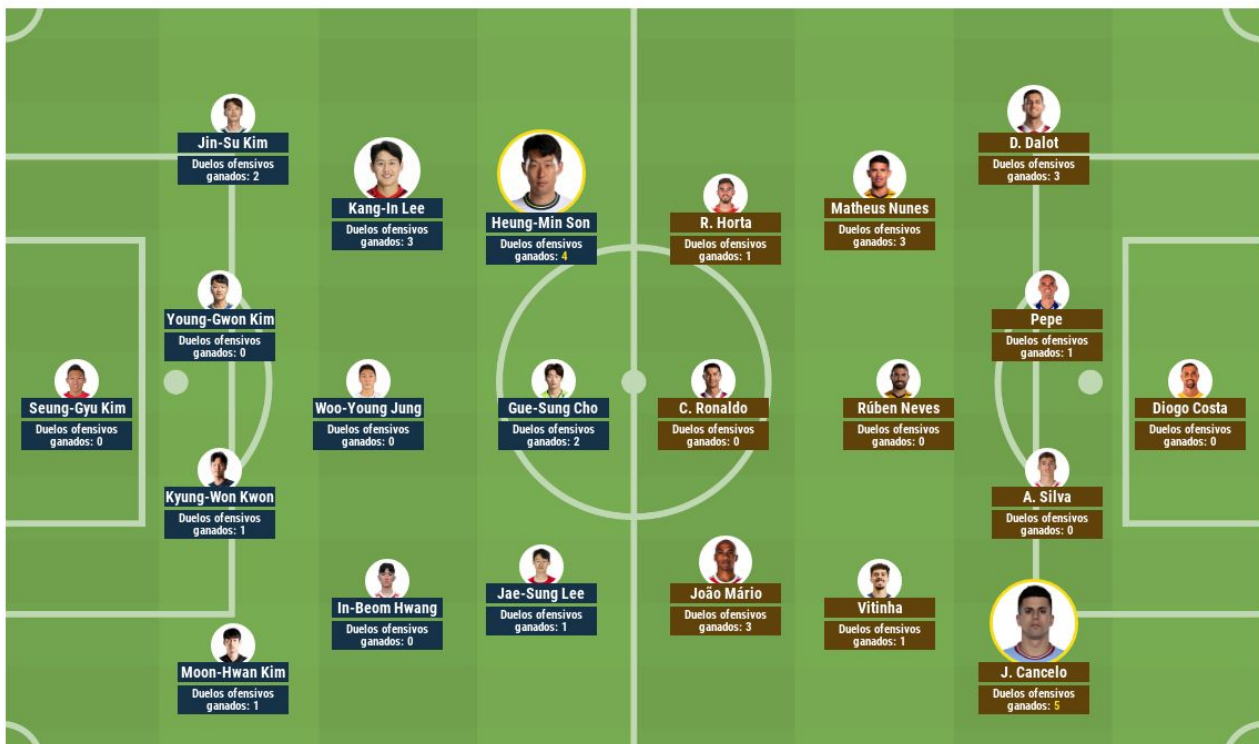 Jin-Su Kim
Duelos ofensivos
ganados: 2
Kang-In Lee
Duelos ofensivos
ganados: 3
Heung-Min Son
Duelos ofensivos
ganados: 4
R. Horta
Duelos ofensivos
ganados: 1
Matheus Nunes
Duelos ofensivos
ganados: 3
D. Dalot
Duelos ofensivos
ganados: 3
Young-Gwon Kim
Duelos ofensivos
ganados: 0
Pepe
Duelos ofensivos
ganados: 1
Seung-Gyu Kim
Duelos ofensivos
ganados: 0
Woo-Young Jung
Duelos ofensivos
ganados: 0
Gue-Sung Cho
Duelos ofensivos
ganados: 2
C. Ronaldo
Duelos ofensivos
ganados: 0
Rúben Neves
Duelos ofensivos
ganados: 0
Diogo Costa
Duelos ofensivos
ganados: 0
Kyung-Won Kwon
Duelos ofensivos
ganados: 1
A. Silva
Duelos ofensivos
ganados: 0
In-Beom Hwang
Duelos ofensivos
ganados: 0
Jae-Sung Lee
Duelos ofensivos
ganados: 1
João Mário
Duelos ofensivos
ganados: 3
Vitinha
Duelos ofensivos
ganados: 1
Moon-Hwan Kim
Duelos ofensivos
ganados: 1
J. Cancelo
Duelos ofensivos
ganados: 5